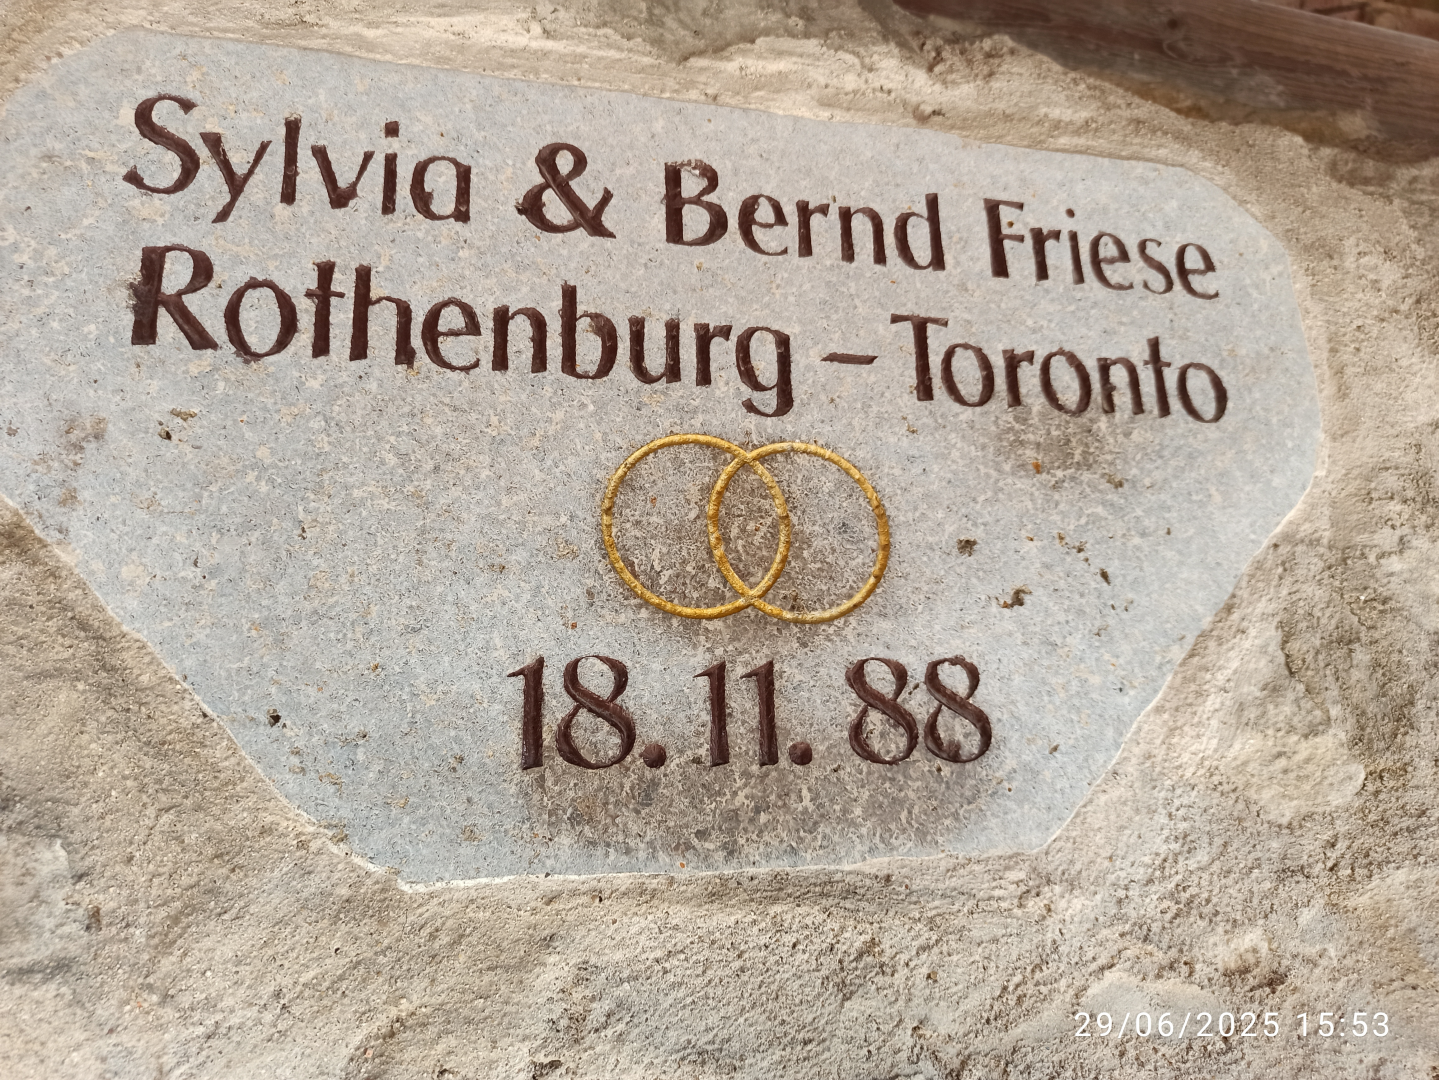 Sylvia & Bernd Friese
Rothenburg – Toronto
18.11.88
29/06/2025 15:53